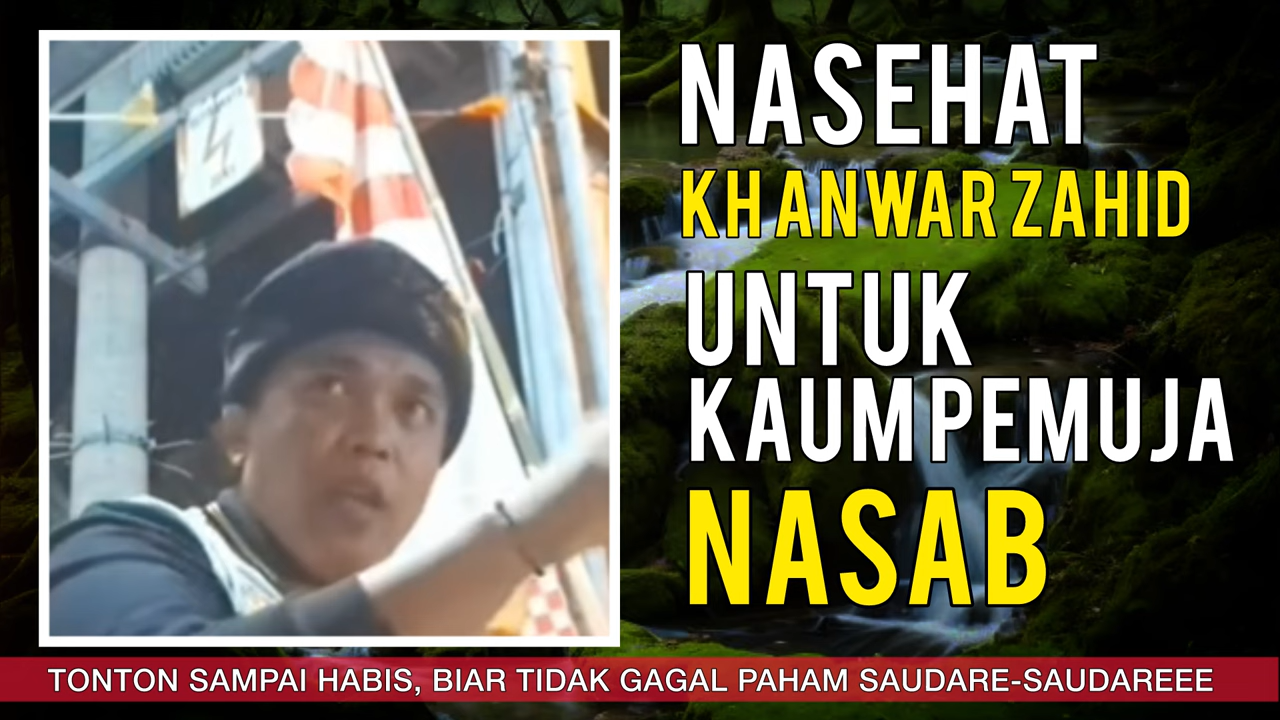 NASEHAT
KH ANWAR ZAHID
UNTUK
KAUM PEMUJA
NASAB
TONTON SAMPAI HABIS, BIAR TIDAK GAGAL PAHAM SAUDARE-SAUDAREEE